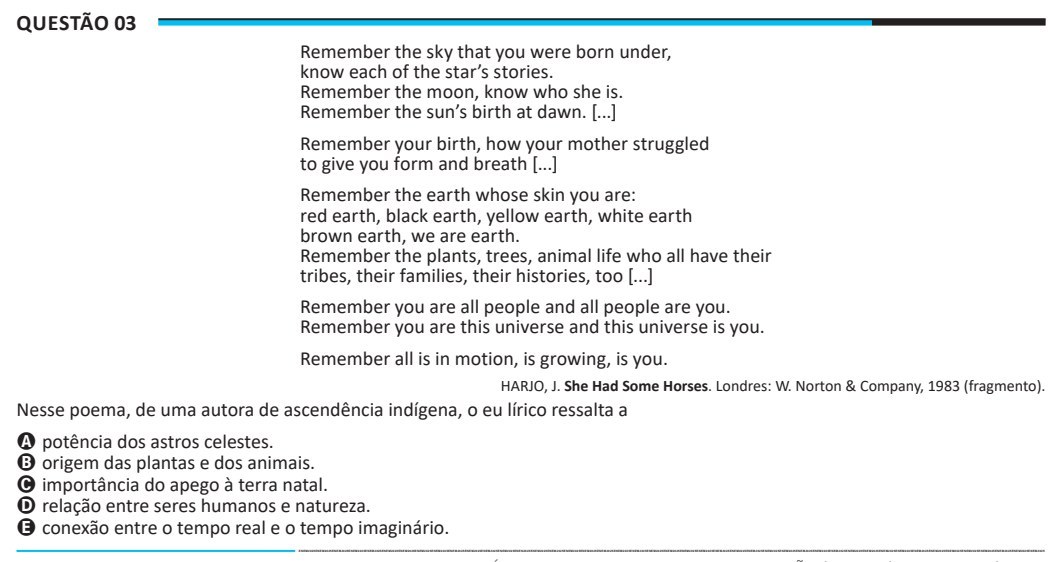 QUESTÃO 03
Remember the sky that you were born under,
know each of the star's stories.
Remember the moon, know who she is.
Remember the sun's birth at dawn. [...]
Remember your birth, how your mother struggled
to give you form and breath [...]
Remember the earth whose skin you are:
red earth, black earth, yellow earth, white earth
brown earth, we are earth.
Remember the plants, trees, animal life who all have their
tribes, their families, their histories, too [...]
Remember you are all people and all people are you.
Remember you are this universe and this universe is you.
Remember all is in motion, is growing, is you.
HARJO, J. She Had Some Horses. Londres: W. Norton & Company, 1983 (fragmento).
Nesse poema, de uma autora de ascendência indígena, o eu lírico ressalta a
A potência dos astros celestes.
B origem das plantas e dos animais.
C importância do apego à terra natal.
D relação entre seres humanos e natureza.
E conexão entre o tempo real e o tempo imaginário.